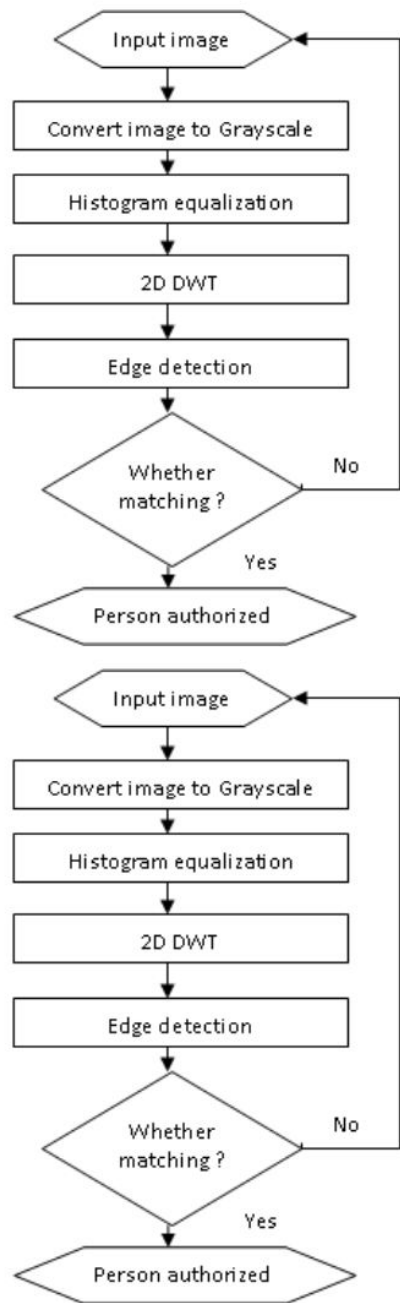 Input image
Convert image to Grayscale
Histogram equalization
2D DWT
Edge detection
Whether
matching ?
No
Yes
Person authorized
Input image
Convert image to Grayscale
Histogram equalization
2D DWT
Edge detection
Whether
matching ?
No
Yes
Person authorized